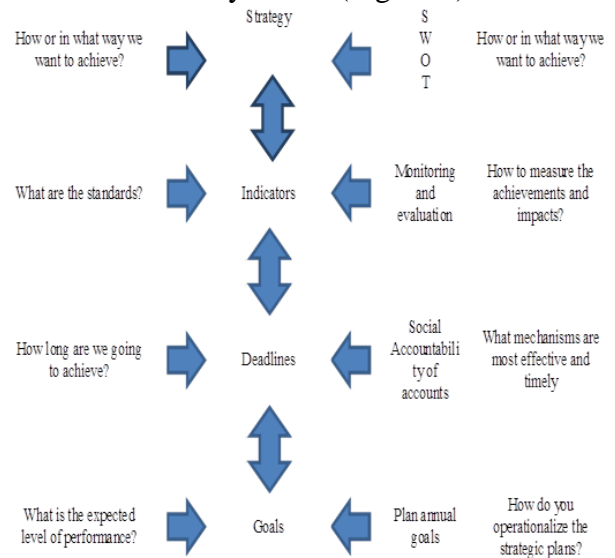 Strategy
How or in what way we
want to achieve?
S
W
O
T
How or in what way we
want to achieve?
What are the standards?
Indicators
Monitoring
and
evaluation
How to measure the
achievements and
impacts?
How long are we going
to achieve?
Deadlines
Social
Accountabili
ty of
accounts
What mechanisms are
most effective and
timely
What is the expected
level of performance?
Goals
Plan annual
goals
How do you
operationalize the
strategic plans?